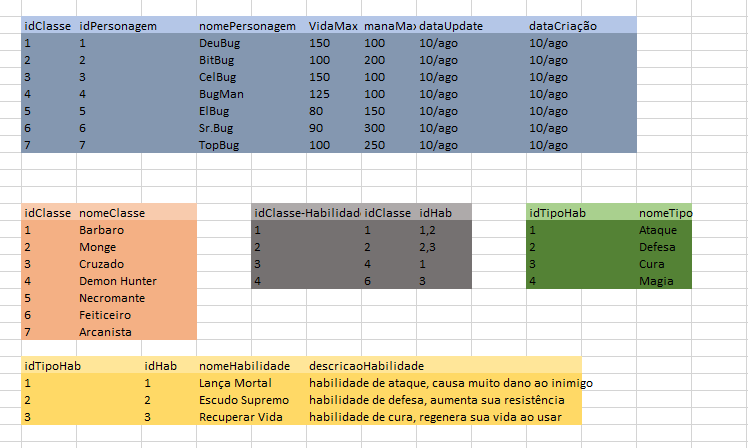 idClasse idPersonagem nomePersonagem VidaMax manaMax dataUpdate dataCriação
1 1 DeuBug 150 100 10/ago 10/ago
2 2 BitBug 100 200 10/ago 10/ago
3 3 CelBug 150 100 10/ago 10/ago
4 4 BugMan 125 100 10/ago 10/ago
5 5 ElBug 80 150 10/ago 10/ago
6 6 Sr.Bug 90 300 10/ago 10/ago
7 7 TopBug 100 250 10/ago 10/ago
idClasse nomeClasse
1 Barbaro
2 Monge
3 Cruzado
4 Demon Hunter
5 Necromante
6 Feiticeiro
7 Arcanista
idClasse-Habilidade idClasse idHab
1 1 1,2
2 2 2,3
3 4 1
4 6 3
idTipoHab nomeTipo
1 Ataque
2 Defesa
3 Cura
4 Magia
idTipoHab idHab nomeHabilidade descricaoHabilidade
1 1 Lança Mortal habilidade de ataque, causa muito dano ao inimigo
2 2 Escudo Supremo habilidade de defesa, aumenta sua resistência
3 3 Recuperar Vida habilidade de cura, regenera sua vida ao usar